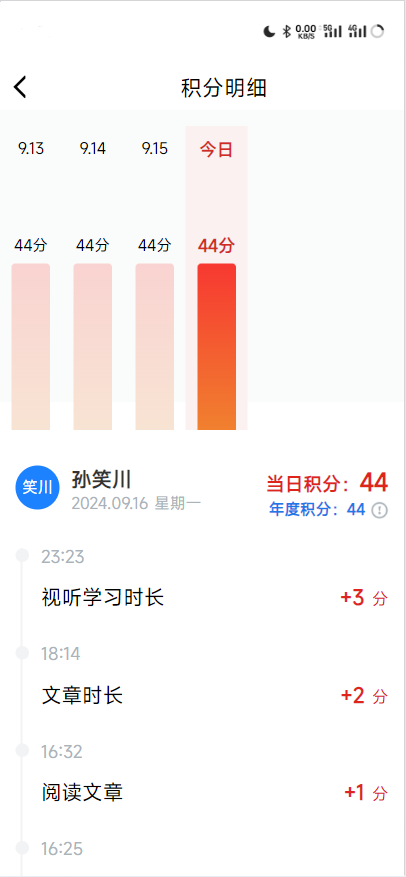 0.00 KB/S 5G 4G
积分明细
9.13 9.14 9.15 今日
44分 44分 44分 44分
笑川 孙笑川 当日积分：44
2024.09.16 星期一 年度积分：44
23:23
视听学习时长 +3 分
18:14
文章时长 +2 分
16:32
阅读文章 +1 分
16:25